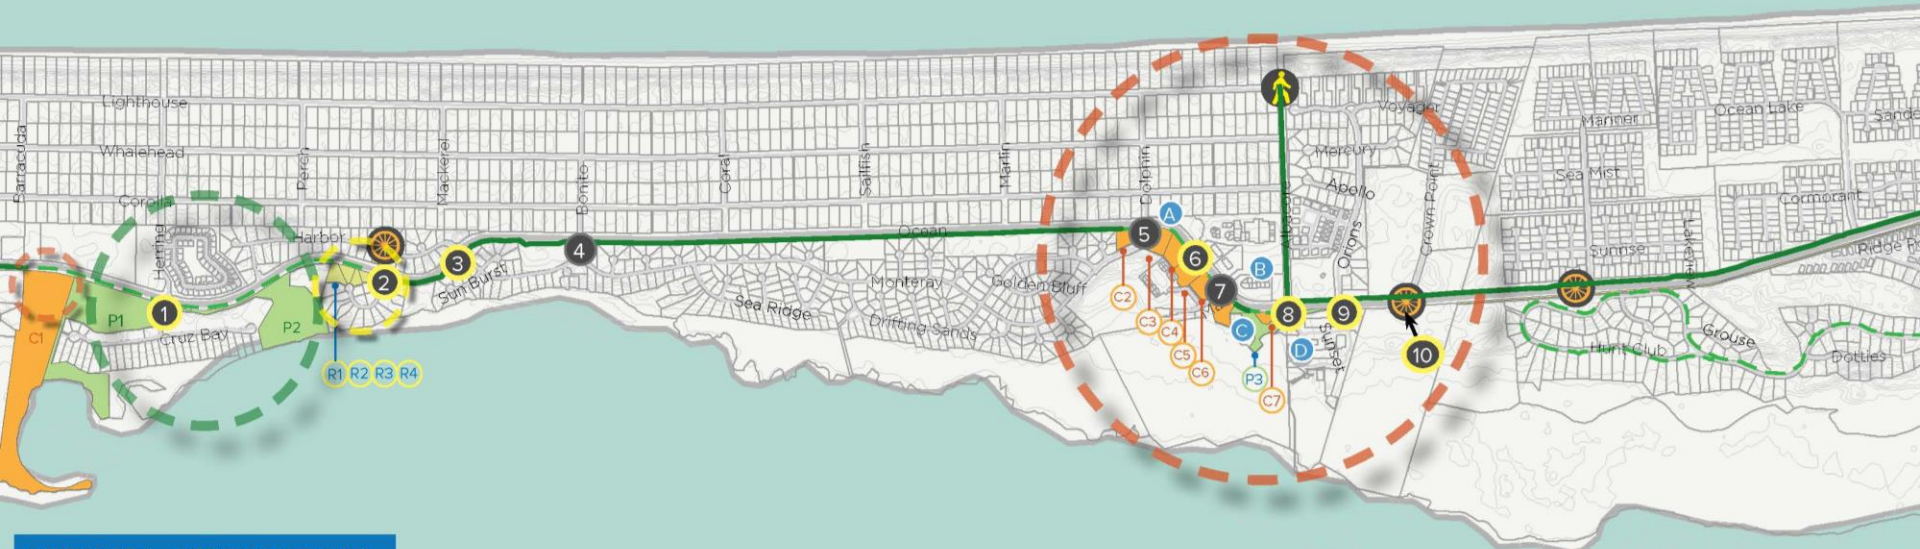 Lighthouse
Voyager
Ocean Lake
Mariner
Barracuda
Whalehead
Perch
Mackerel
Bonito
Coral
Sailfish
Marlin
Dolphin
Mercury
Sea Mist
Corolla
Apollo
Albacore
Crown Point
Cormorant
A
Herring
Harbor
Ocean
5
Orions
Sunrise
Lakeview
4
3
6
B
2
Sun Burst
Monterey
Golden Bluff
C2
7
P1
1
Cruz Bay
P2
Sea Ridge
Drifting Sands
C3
C4
C
8
9
C1
C5
D
Sunset
10
Hunt Club
Grouse
Dotties
R1 R2 R3 R4
C6
P3
C7